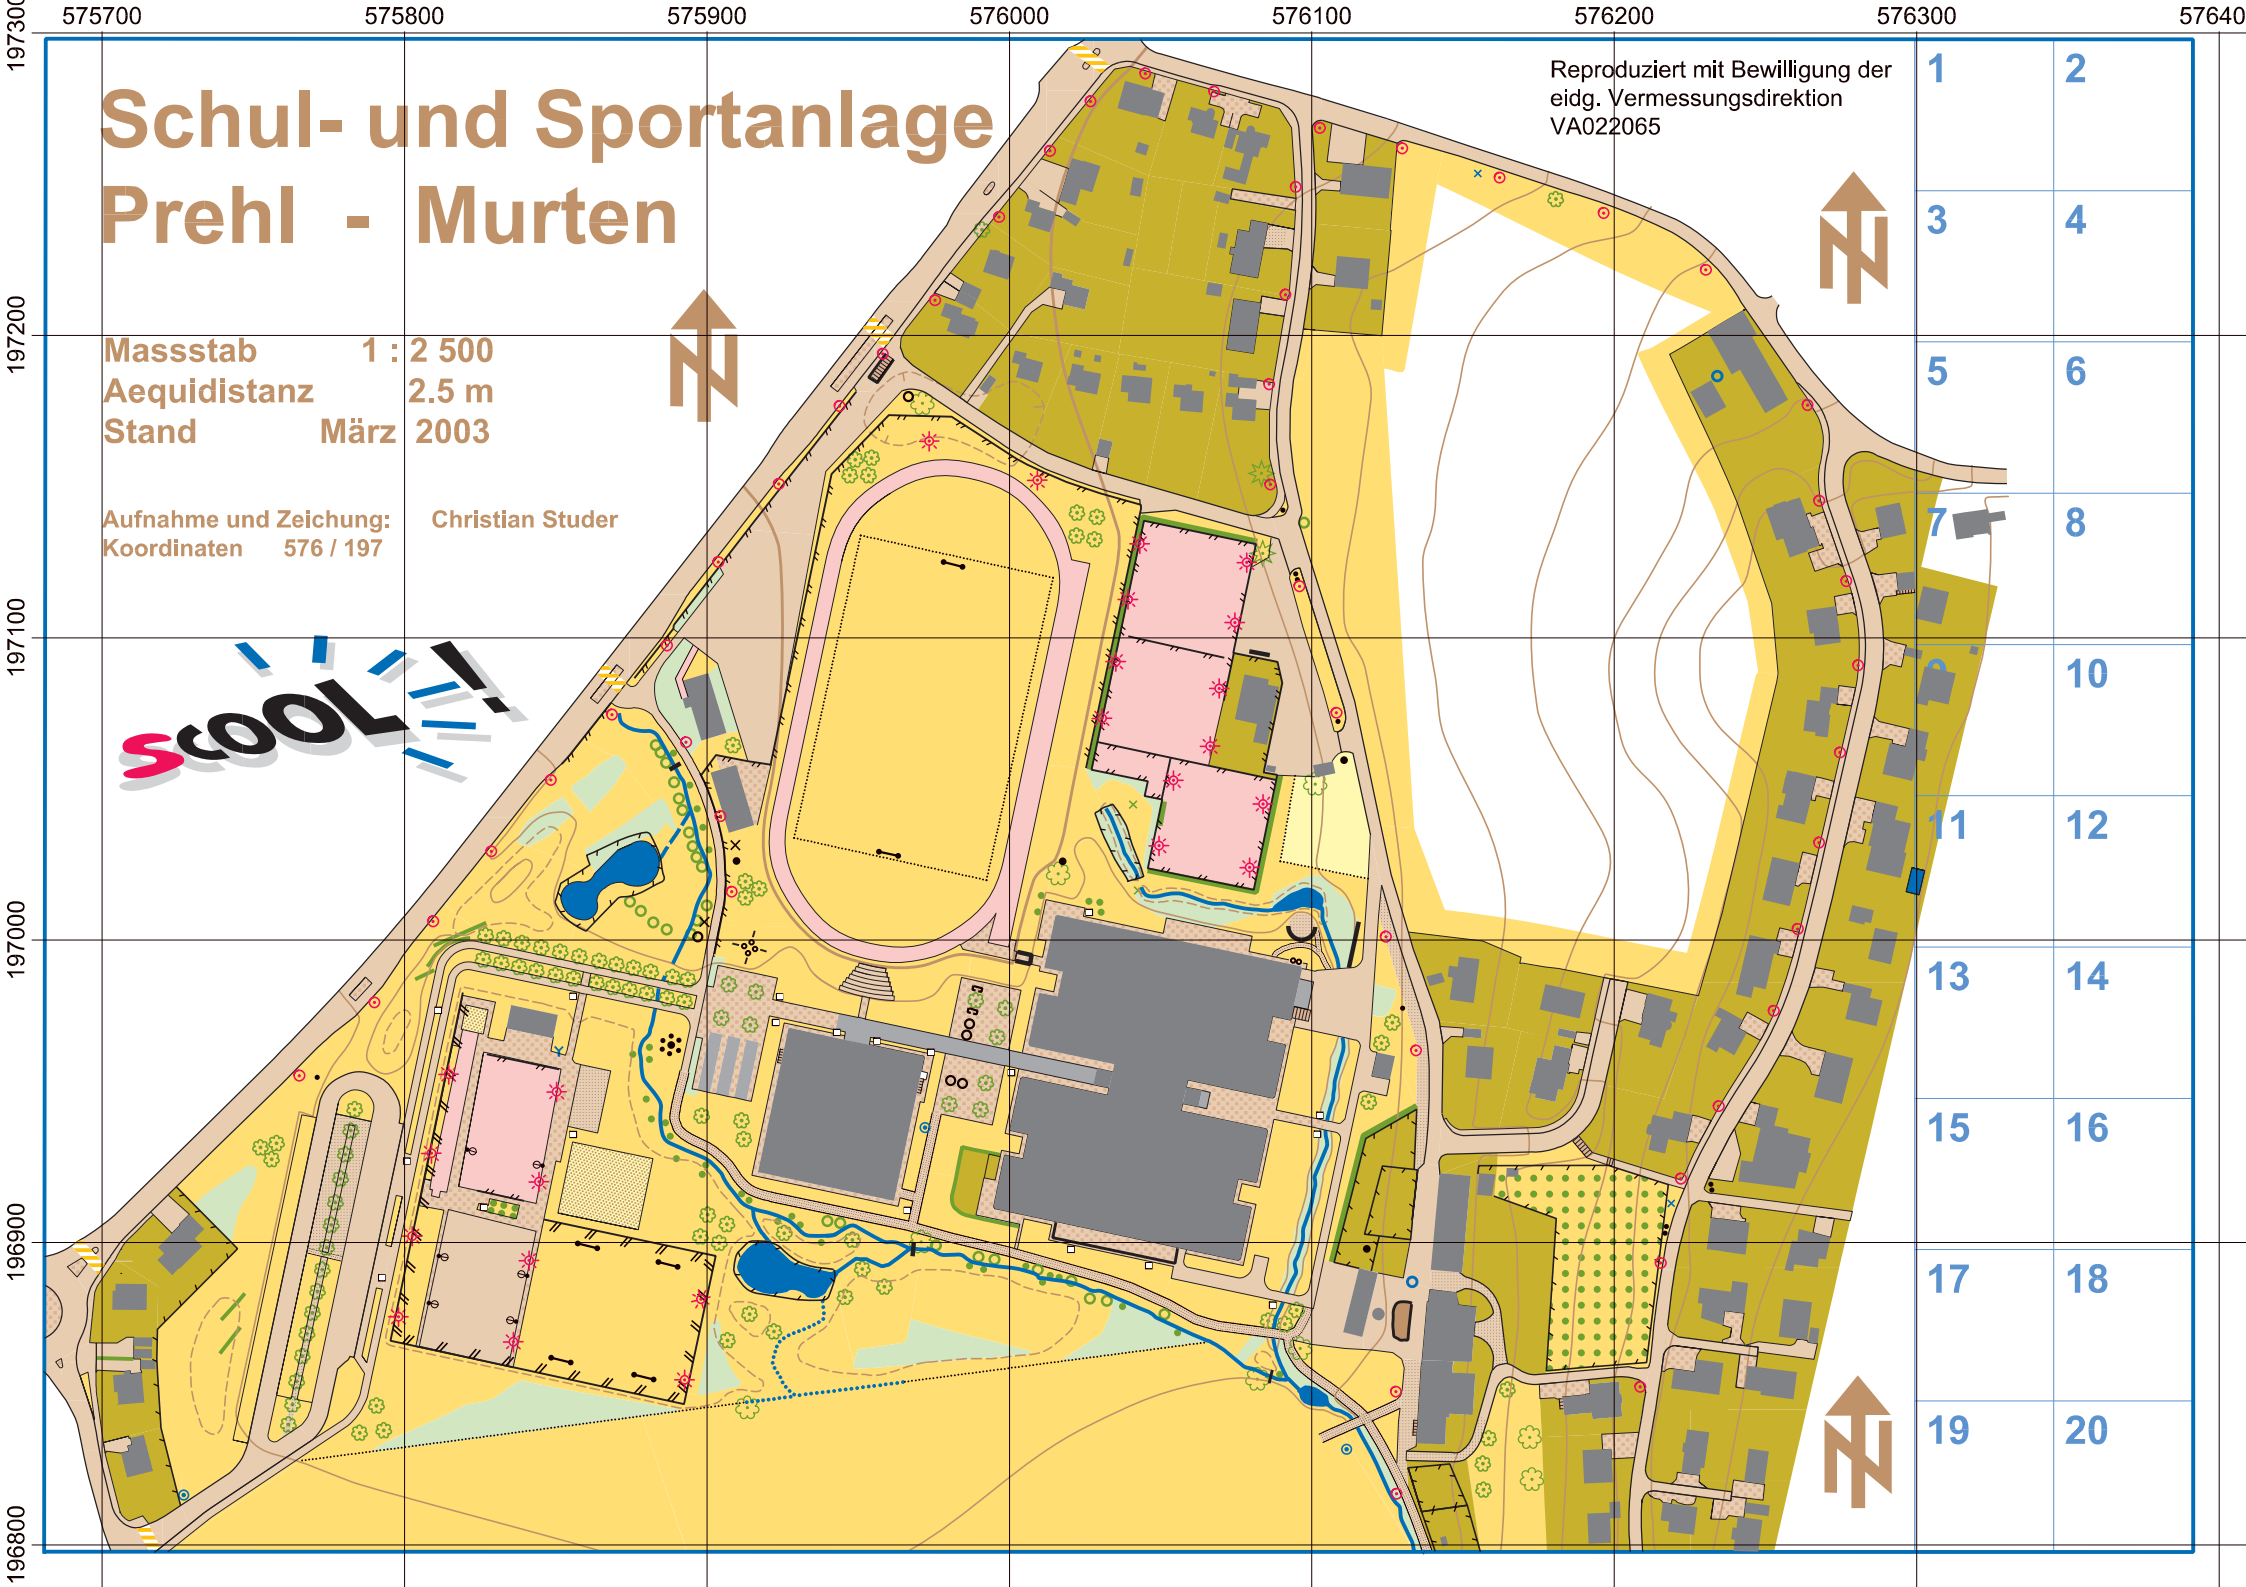 575700 575800 575900 576000 576100 576200 576300 57640
197300
197200
197100
197000
196900
196800
Schul- und Sportanlage
Prehl - Murten
Massstab 1 : 2 500
Aequidistanz 2.5 m
Stand März 2003
Aufnahme und Zeichung: Christian Studer
Koordinaten 576 / 197
sCOOL!
Reproduziert mit Bewilligung der
eidg. Vermessungsdirektion
VA022065
N
N
N
1 2
3 4
5 6
7 8
9 10
11 12
13 14
15 16
17 18
19 20